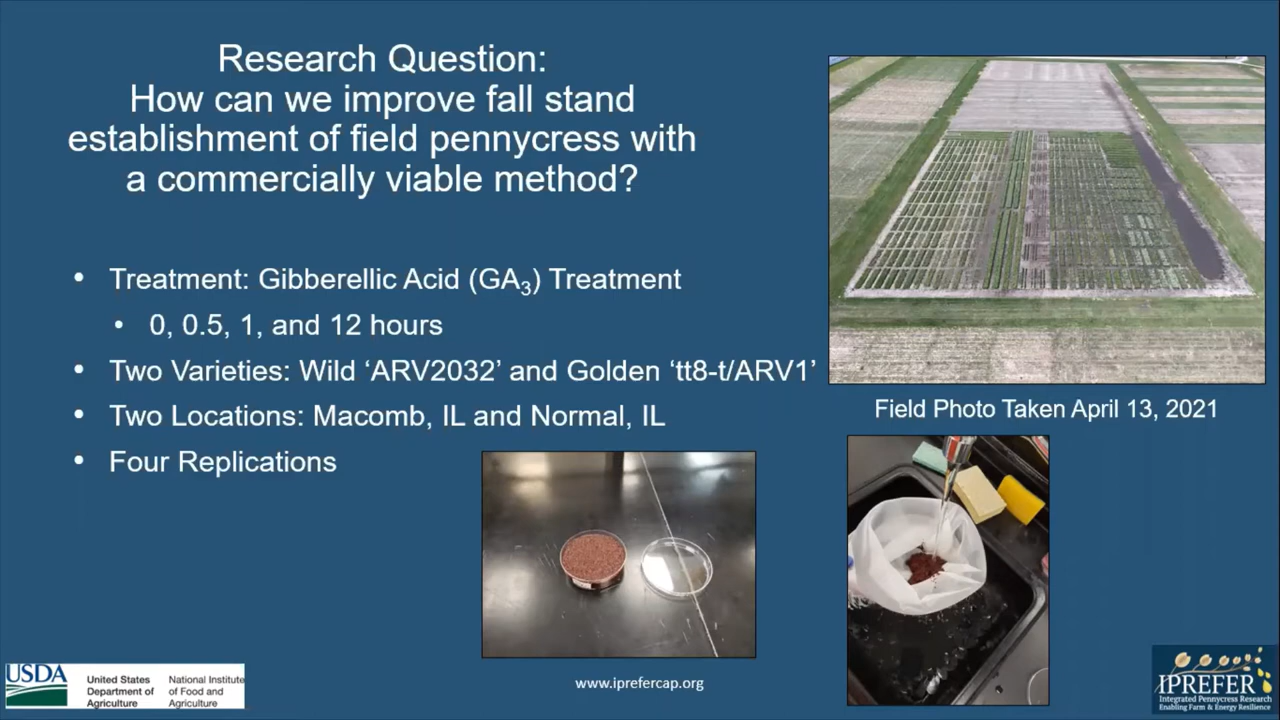 Research Question:
How can we improve fall stand
establishment of field pennycress with
a commercially viable method?
• Treatment: Gibberellic Acid (GA₃) Treatment
• 0, 0.5, 1, and 12 hours
• Two Varieties: Wild ‘ARV2032’ and Golden ‘tt8-t/ARV1’
• Two Locations: Macomb, IL and Normal, IL
• Four Replications
Field Photo Taken April 13, 2021
USDA
United States
Department of
Agriculture
National Institute
of Food and
Agriculture
www.iprefercap.org
IPREFER
Integrated Pennycress Research
Enabling Farm & Energy Resilience